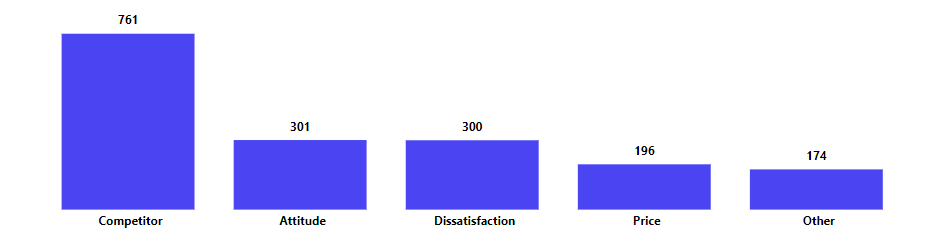 761
301
300
196
174
Competitor
Attitude
Dissatisfaction
Price
Other